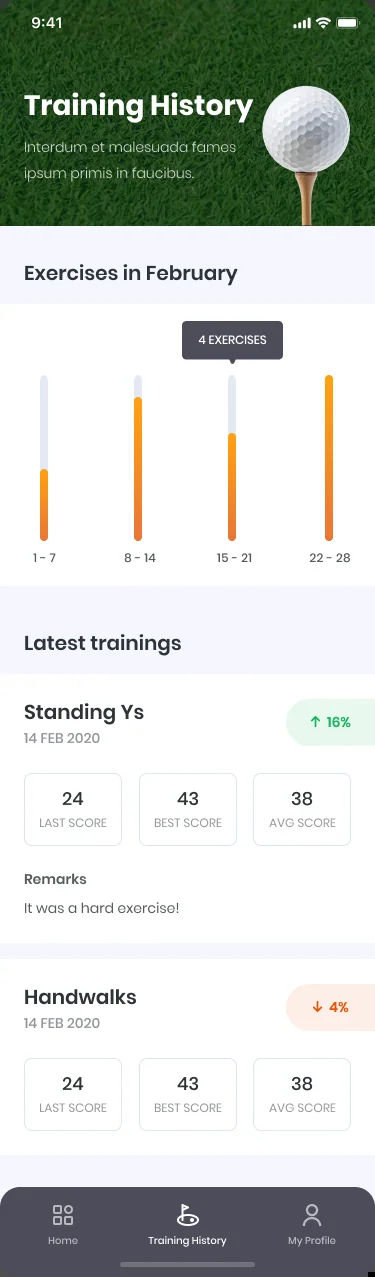 9:41
Training History
Interdum et malesuada fames
ipsum primis in faucibus.
Exercises in February
4 EXERCISES
1 - 7
8 - 14
15 - 21
22 - 28
Latest trainings
Standing Ys
16%
14 FEB 2020
24
43
38
LAST SCORE
BEST SCORE
AVG SCORE
Remarks
It was a hard exercise!
Handwalks
4%
14 FEB 2020
24
43
38
LAST SCORE
BEST SCORE
AVG SCORE
Home
Training History
My Profile